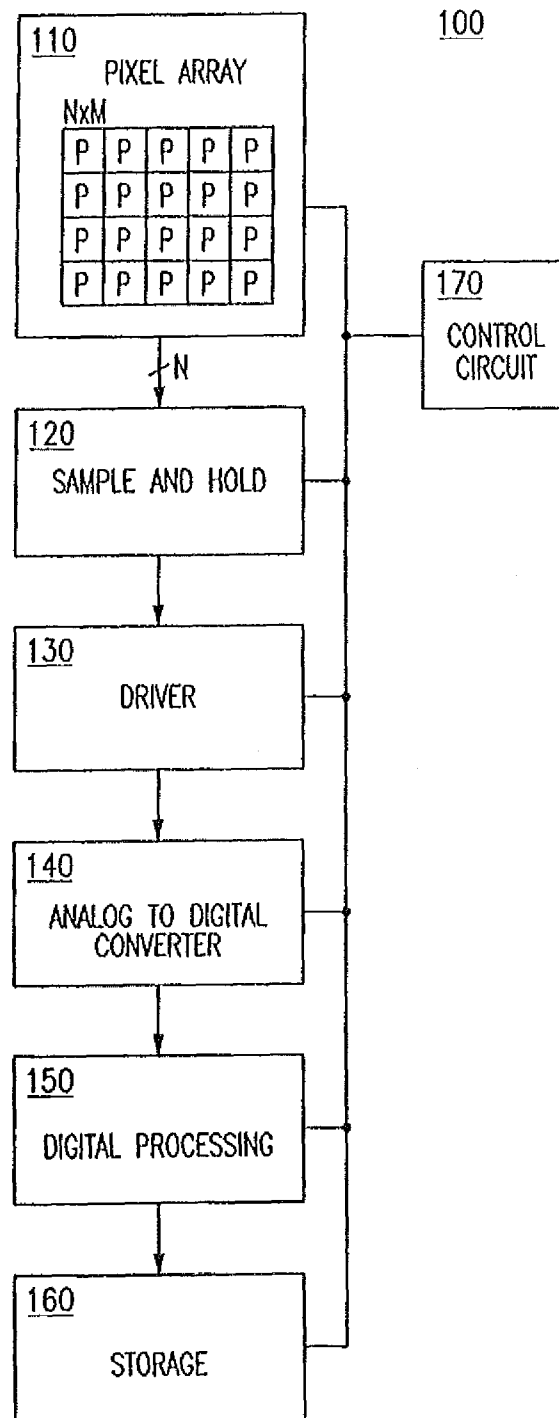 100
110
PIXEL ARRAY
NxM
P P P P P
P P P P P
P P P P P
P P P P P
N
170
CONTROL
CIRCUIT
120
SAMPLE AND HOLD
130
DRIVER
140
ANALOG TO DIGITAL
CONVERTER
150
DIGITAL PROCESSING
160
STORAGE